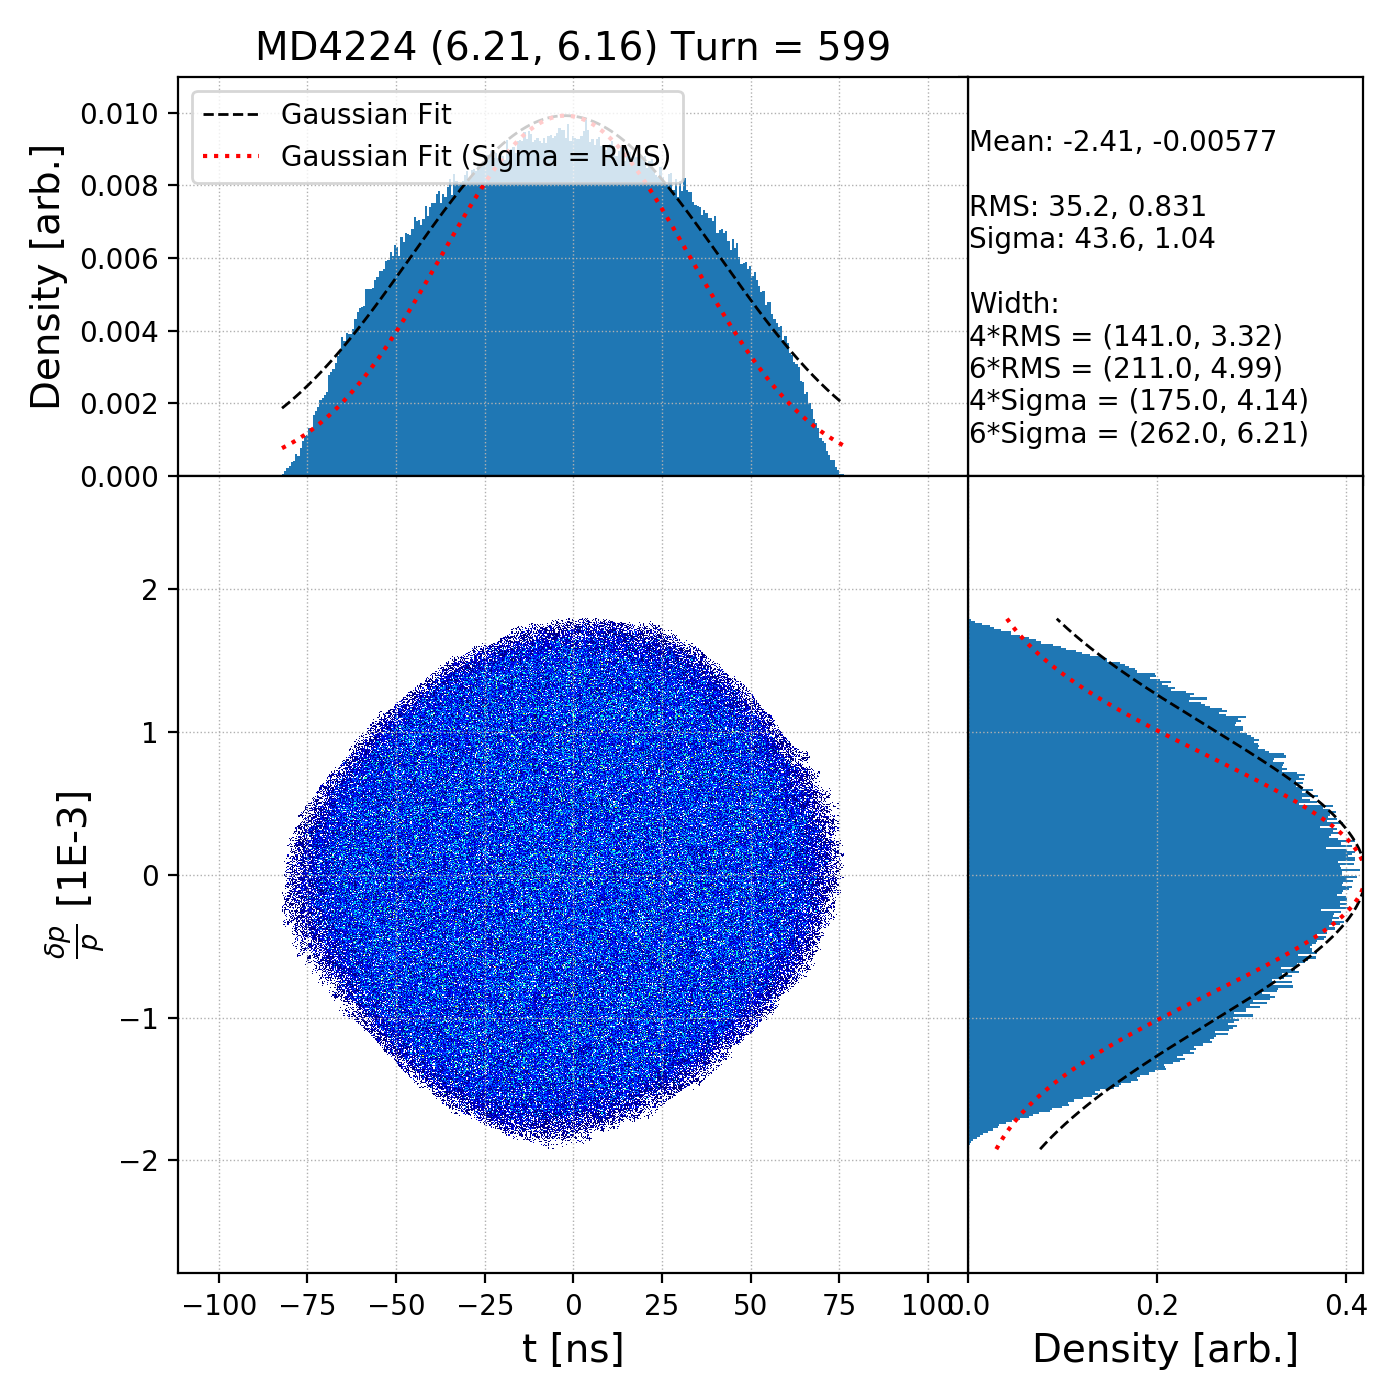 MD4224 (6.21, 6.16) Turn = 599
Density [arb.]
0.010
0.008
0.006
0.004
0.002
0.000
Gaussian Fit
Gaussian Fit (Sigma = RMS)
Mean: -2.41, -0.00577
RMS: 35.2, 0.831
Sigma: 43.6, 1.04
Width:
4*RMS = (141.0, 3.32)
6*RMS = (211.0, 4.99)
4*Sigma = (175.0, 4.14)
6*Sigma = (262.0, 6.21)
δp/p [1E-3]
2
1
0
−1
−2
−100 −75 −50 −25 0 25 50 75 100
t [ns]
0.0 0.2 0.4
Density [arb.]